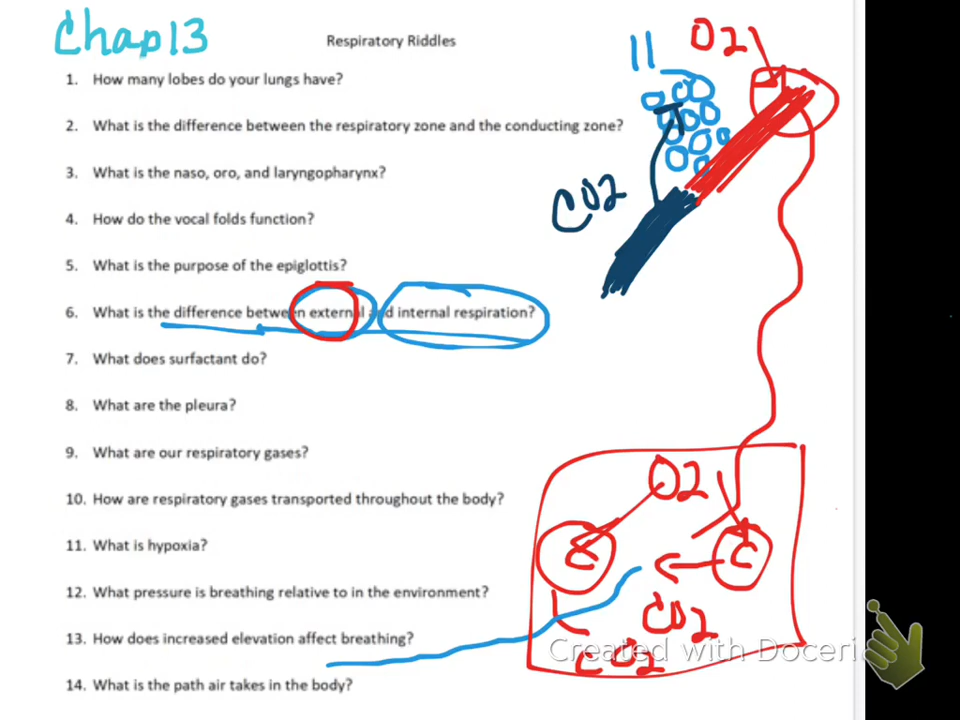 Chap 13
Respiratory Riddles
O2
1. How many lobes do your lungs have?
2. What is the difference between the respiratory zone and the conducting zone?
3. What is the naso, oro, and laryngopharynx?
CO2
4. How do the vocal folds function?
5. What is the purpose of the epiglottis?
6. What is the difference between external and internal respiration?
7. What does surfactant do?
8. What are the pleura?
9. What are our respiratory gases?
O2
10. How are respiratory gases transported throughout the body?
11. What is hypoxia?
C C
12. What pressure is breathing relative to in the environment?
CO2
13. How does increased elevation affect breathing?
CO2
Created with Doceri
14. What is the path air takes in the body?